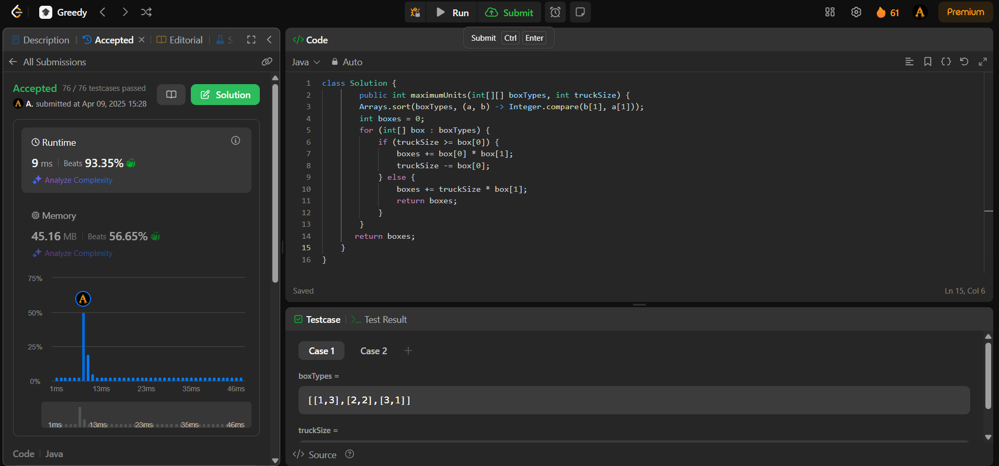 Greedy
Run
Submit
61
Premium
Description
Accepted
Editorial
S
Code
Submit Ctrl Enter
All Submissions
Java
Auto
Accepted 76 / 76 testcases passed
A. submitted at Apr 09, 2025 15:28
Solution
Runtime
9 ms Beats 93.35%
Analyze Complexity
Memory
45.16 MB Beats 56.65%
Analyze Complexity
75%
50%
25%
0%
1ms 13ms 23ms 35ms 46ms
1ms 13ms 23ms 35ms 46ms
Code Java
1 class Solution {
2 public int maximumUnits(int[][] boxTypes, int truckSize) {
3 Arrays.sort(boxTypes, (a, b) -> Integer.compare(b[1], a[1]));
4 int boxes = 0;
5 for (int[] box : boxTypes) {
6 if (truckSize >= box[0]) {
7 boxes += box[0] * box[1];
8 truckSize -= box[0];
9 } else {
10 boxes += truckSize * box[1];
11 return boxes;
12 }
13 }
14 return boxes;
15 }
16 }
Saved
Ln 15, Col 6
Testcase
Test Result
Case 1
Case 2
boxTypes =
[[1,3],[2,2],[3,1]]
truckSize =
Source